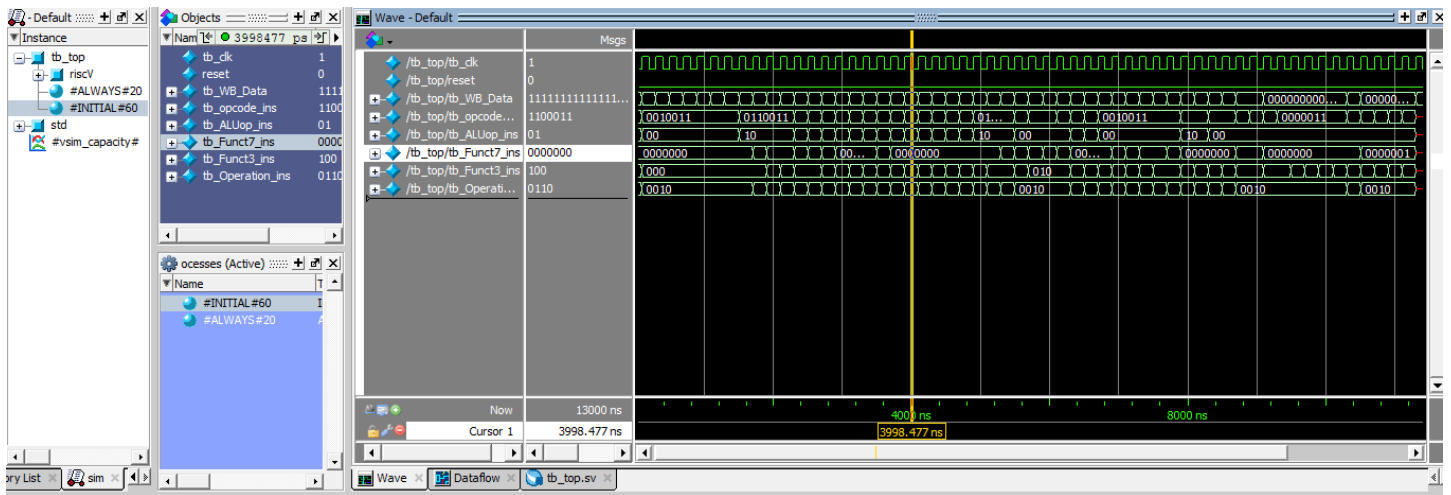 - Default
Instance
tb_top
riscV
#ALWAYS#20
#INITIAL#60
std
#vsim_capacity#
ory List
sim
Objects
Nam
3998477 ps
tb_clk 1
reset 0
tb_WB_Data 1111
tb_opcode_ins 1100
tb_ALUop_ins 01
tb_Funct7_ins 0000
tb_Funct3_ins 100
tb_Operation_ins 0110
ocesses (Active)
Name
#INITIAL#60 I
#ALWAYS#20 A
Wave - Default
Msgs
/tb_top/tb_clk 1
/tb_top/reset 0
/tb_top/tb_WB_Data 11111111111111... 000000000... 00000...
/tb_top/tb_opcode... 1100011 0010011 0110011 01... 0010011 0000011
/tb_top/tb_ALUop_ins 01 00 10 10 00 00 10 00
/tb_top/tb_Funct7_ins 0000000 0000000 00... 0000000 00... 0000000 0000000 0000001
/tb_top/tb_Funct3_ins 100 000 010
/tb_top/tb_Operati... 0110 0010 0010 0010 0010
Now 13000 ns
4000 ns 8000 ns
Cursor 1 3998.477 ns 3998.477 ns
Wave
Dataflow
tb_top.sv